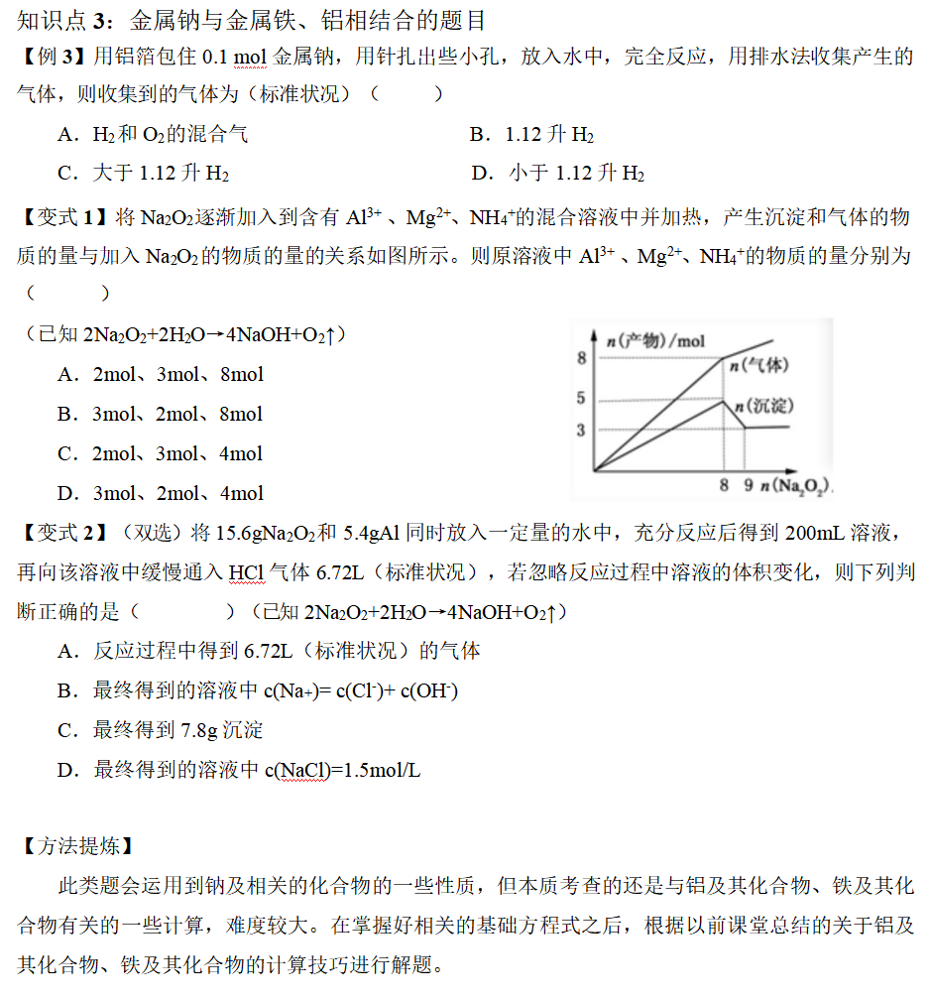 知识点 3：金属钠与金属铁、铝相结合的题目
【例 3】用铝箔包住 0.1 mol 金属钠，用针扎出些小孔，放入水中，完全反应，用排水法收集产生的
气体，则收集到的气体为（标准状况）（　　）
A．H₂和 O₂的混合气　　B．1.12 升 H₂
C．大于 1.12 升 H₂　　D．小于 1.12 升 H₂
【变式 1】将 Na₂O₂逐渐加入到含有 Al³⁺ 、Mg²⁺、NH₄⁺的混合溶液中并加热，产生沉淀和气体的物
质的量与加入 Na₂O₂的物质的量的关系如图所示。则原溶液中 Al³⁺ 、Mg²⁺、NH₄⁺的物质的量分别为
（　　）
（已知 2Na₂O₂+2H₂O→4NaOH+O₂↑）
A．2mol、3mol、8mol
B．3mol、2mol、8mol
C．2mol、3mol、4mol
D．3mol、2mol、4mol
n(产物)/mol
8
n(气体)
5
n(沉淀)
3
8 9 n(Na₂O₂).
【变式 2】（双选）将 15.6gNa₂O₂和 5.4gAl 同时放入一定量的水中，充分反应后得到 200mL 溶液，
再向该溶液中缓慢通入 HCl 气体 6.72L（标准状况），若忽略反应过程中溶液的体积变化，则下列判
断正确的是（　　）（已知 2Na₂O₂+2H₂O→4NaOH+O₂↑）
A．反应过程中得到 6.72L（标准状况）的气体
B．最终得到的溶液中 c(Na+)= c(Cl⁻)+ c(OH⁻)
C．最终得到 7.8g 沉淀
D．最终得到的溶液中 c(NaCl)=1.5mol/L
【方法提炼】
此类题会运用到钠及相关的化合物的一些性质，但本质考查的还是与铝及其化合物、铁及其化
合物有关的一些计算，难度较大。在掌握好相关的基础方程式之后，根据以前课堂总结的关于铝及
其化合物、铁及其化合物的计算技巧进行解题。